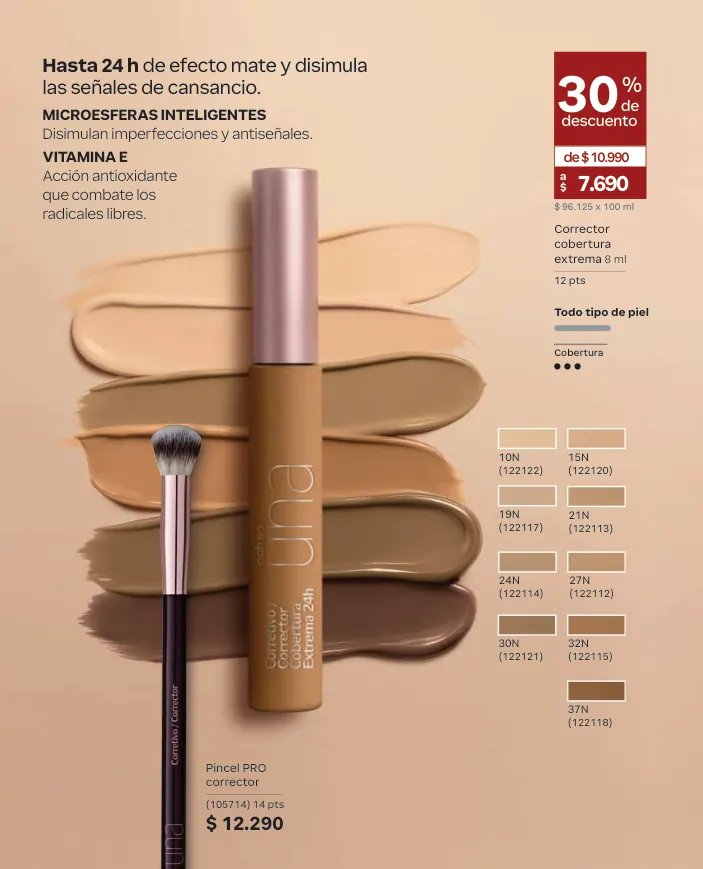 Hasta 24 h de efecto mate y disimula
las señales de cansancio.
MICROESFERAS INTELIGENTES
Disimulan imperfecciones y antiseñales.
VITAMINA E
Acción antioxidante
que combate los
radicales libres.
30%
de
descuento
de $ 10.990
a $ 7.690
$ 96.125 x 100 ml
Corrector
cobertura
extrema 8 ml
12 pts
Todo tipo de piel
Cobertura
10N
(122122)
15N
(122120)
19N
(122117)
21N
(122113)
24N
(122114)
27N
(122112)
30N
(122121)
32N
(122115)
37N
(122118)
natura
una
Corretivo /
Corrector
Cobertura
Extrema 24h
Corretivo / Corrector
una
Pincel PRO
corrector
(105714) 14 pts
$ 12.290